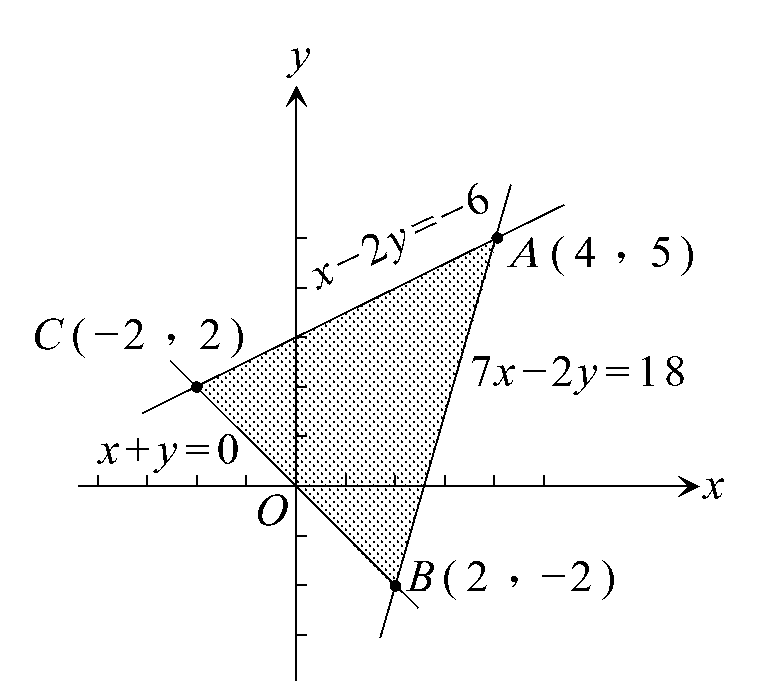 y
x−2y=−6
A(4，5)
C(−2，2)
7x−2y=18
x+y=0
x
O
B(2，−2)